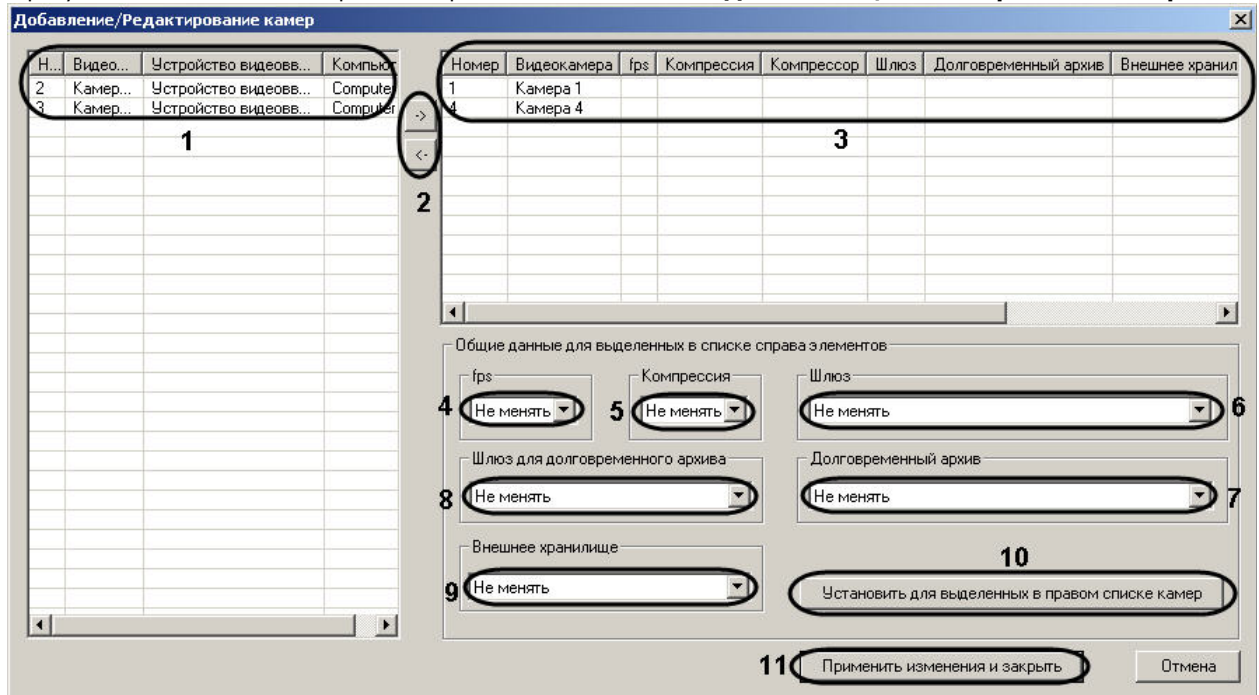 Добавление/Редактирование камер
Н... Видео... Устройство видеовв... Компьют
2 Камер... Устройство видеовв... Computer
3 Камер... Устройство видеовв... Computer
1
->
<-
2
Номер Видеокамера fps Компрессия Компрессор Шлюз Долговременный архив Внешнее хранил
1 Камера 1
4 Камера 4
3
Общие данные для выделенных в списке справа элементов
fps Компрессия Шлюз
4 Не менять 5 Не менять Не менять 6
Шлюз для долговременного архива Долговременный архив
8 Не менять Не менять 7
Внешнее хранилище
10
9 Не менять Установить для выделенных в правом списке камер
11 Применить изменения и закрыть Отмена